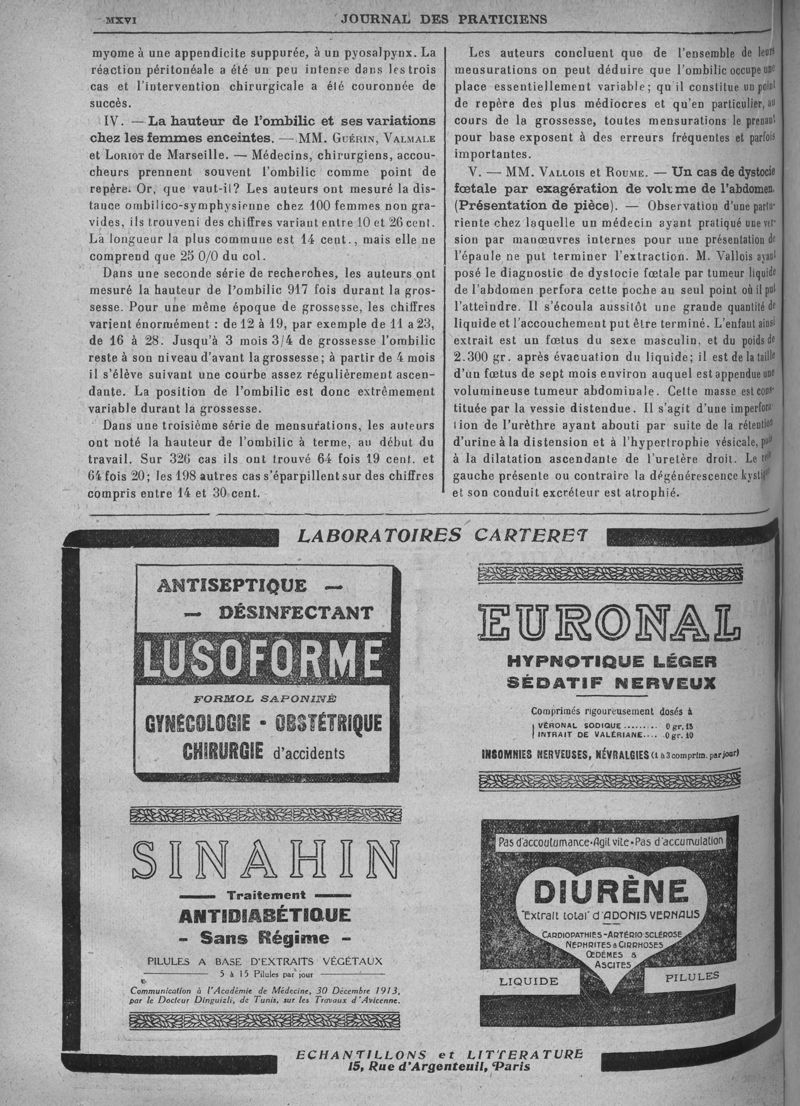 MXVI
JOURNAL DES PRATICIENS
myome à une appendicite suppurée, à un pyosalpynx. La
réaction péritonéale a été un peu intense dans les trois
cas et l'intervention chirurgicale a été couronnée de
succès.
IV. — La hauteur de l'ombilic et ses variations
chez les femmes enceintes. — MM. GUÉRIN, VALMALE
et LORIOT de Marseille. — Médecins, chirurgiens, accou-
cheurs prennent souvent l'ombilic comme point de
repère. Or, que vaut-il? Les auteurs ont mesuré la dis-
tance ombilico-symphysienne chez 100 femmes non gra-
vides, ils trouveni des chiffres variant entre 10 et 26 cent.
La longueur la plus commune est 14 cent., mais elle ne
comprend que 25 0/0 du col.
Dans une seconde série de recherches, les auteurs ont
mesuré la hauteur de l'ombilic 917 fois durant la gros-
sesse. Pour une même époque de grossesse, les chiffres
varient énormément : de 12 à 19, par exemple de 11 a 23,
de 16 à 28. Jusqu'à 3 mois 3/4 de grossesse l'ombilic
reste à son niveau d'avant la grossesse; à partir de 4 mois
il s'élève suivant une courbe assez régulièrement ascen-
dante. La position de l'ombilic est donc extrêmement
variable durant la grossesse.
Dans une troisième série de mensurations, les auteurs
ont noté la hauteur de l'ombilic à terme, au début du
travail. Sur 326 cas ils ont trouvé 64 fois 19 cent. et
64 fois 20; les 198 autres cas s'éparpillent sur des chiffres
compris entre 14 et 30 cent.
Les auteurs concluent que de l'ensemble de leurs
mensurations on peut déduire que l'ombilic occupe une
place essentiellement variable; qu il constitue un point
de repère des plus médiocres et qu'en particulier, au
cours de la grossesse, toutes mensurations le prenant
pour base exposent à des erreurs fréquentes et parfois
importantes.
V. — MM. VALLOIS et ROUME. — Un cas de dystocie
fœtale par exagération de volume de l'abdomen.
(Présentation de pièce). — Observation d'une partu-
riente chez laquelle un médecin ayant pratiqué une ver-
sion par manœuvres internes pour une présentation de
l'épaule ne put terminer l'extraction. M. Vallois ayant
posé le diagnostic de dystocie fœtale par tumeur liquide
de l'abdomen perfora cette poche au seul point où il put
l'atteindre. Il s'écoula aussitôt une grande quantité de
liquide et l'accouchement put être terminé. L'enfant ainsi
extrait est un fœtus du sexe masculin, et du poids de
2.300 gr. après évacuation du liquide; il est de la taille
d'un fœtus de sept mois environ auquel est appendue une
volumineuse tumeur abdominale. Cette masse est cons-
tituée par la vessie distendue. Il s'agit d'une imperfora-
tion de l'urèthre ayant abouti par suite de la rétention
d'urine à la distension et à l'hypertrophie vésicale, puis
à la dilatation ascendante de l'uretère droit. Le rein
gauche présente ou contraire la dégénérescence kystique
et son conduit excréteur est atrophié.
LABORATOIRES CARTERET
ANTISEPTIQUE —
— DÉSINFECTANT
LUSOFORME
FORMOL SAPONINÉ
GYNÉCOLOGIE - OBSTÉTRIQUE
CHIRURGIE d'accidents
EURONAL
HYPNOTIQUE LÉGER
SÉDATIF NERVEUX
Comprimés rigoureusement dosés à
VÉRONAL SODIQUE ......... 0 gr. 15
INTRAIT DE VALÉRIANE.... 0 gr. 10
INSOMNIES NERVEUSES, NÉVRALGIES (1 à 3 comprim. par jour)
SINAHIN
Traitement
ANTIDIABÉTIQUE
- Sans Régime -
PILULES A BASE D'EXTRAITS VÉGÉTAUX
5 à 15 Pilules par jour
Communication à l'Académie de Médecine, 30 Décembre 1913,
par le Docteur Dinguizli, de Tunis, sur les Travaux d'Avicenne.
Pas d'accoutumance - Agit vite - Pas d'accumulation
DIURÈNE
"Extrait total" d'ADONIS VERNALIS
CARDIOPATHIES - ARTÉRIO SCLÉROSE
NÉPHRITES & CIRRHOSES
ŒDÈMES &
ASCITES
LIQUIDE
PILULES
ECHANTILLONS et LITTERATURE
15, Rue d'Argenteuil, Paris